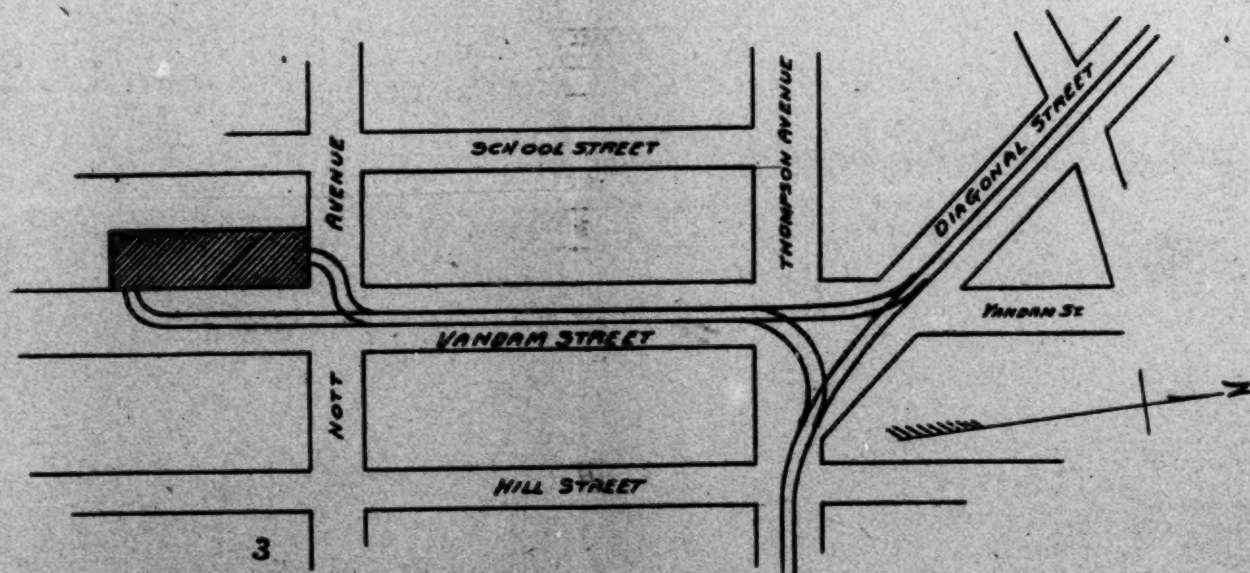 SCHOOL STREET
AVENUE
THOMPSON AVENUE
DIAGONAL STREET
VANDAM STREET
VANDAM ST.
NOTT
HILL STREET
N
3